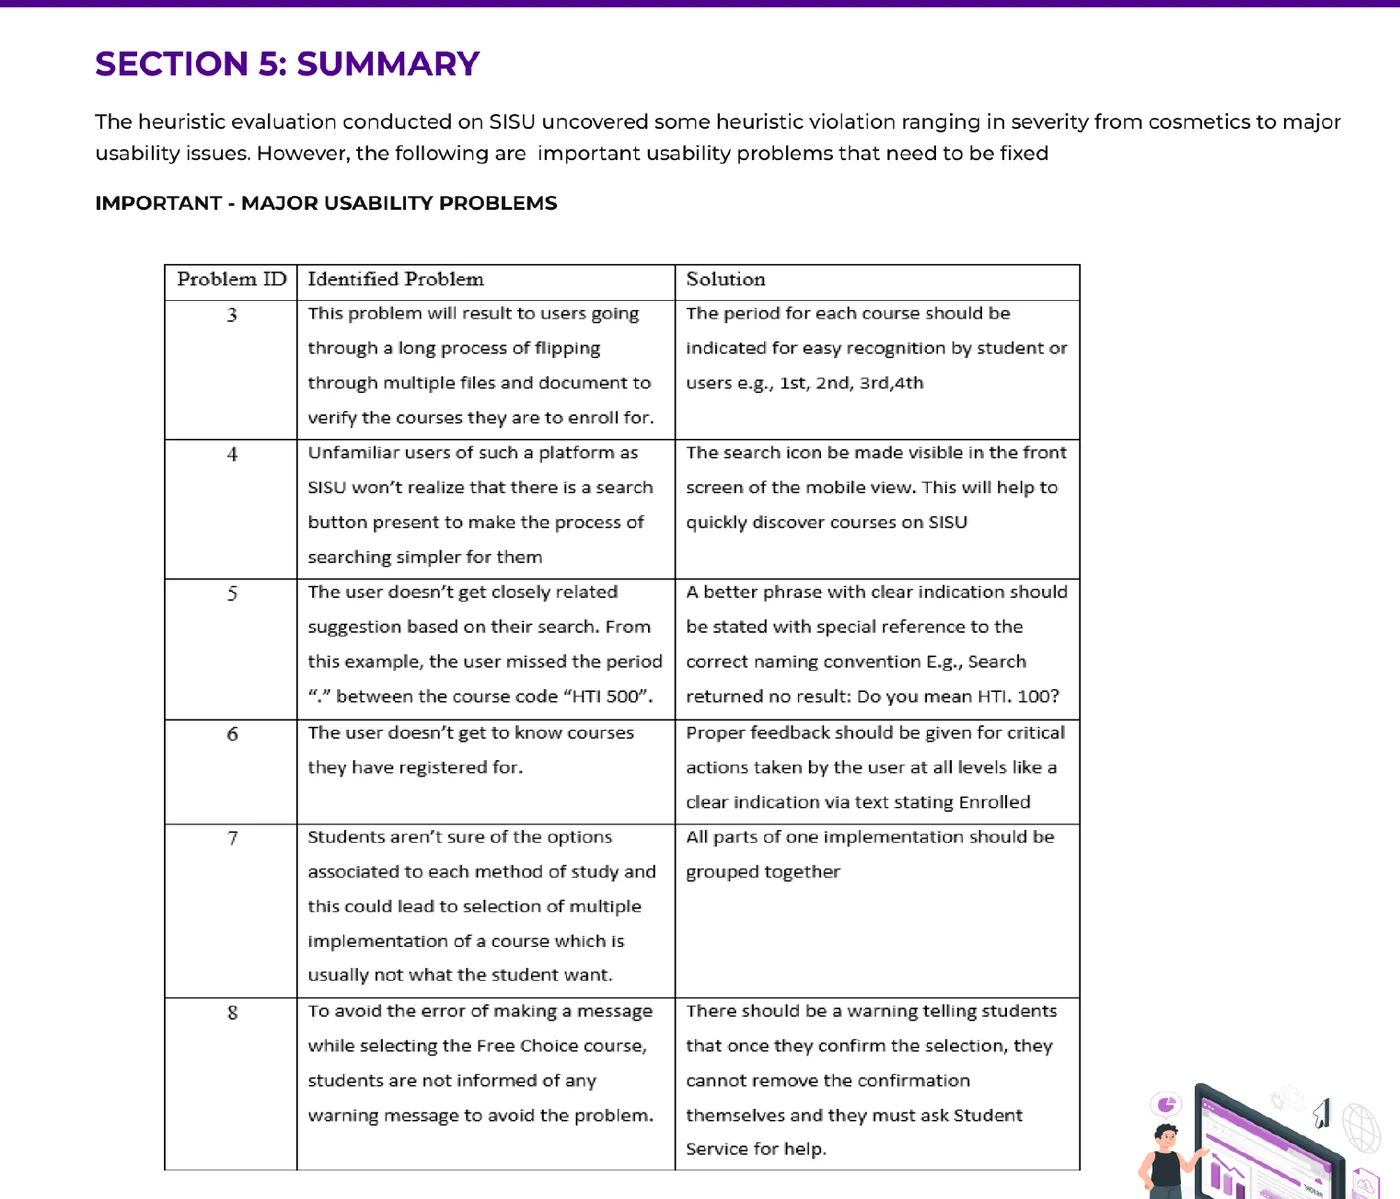 SECTION 5: SUMMARY
The heuristic evaluation conducted on SISU uncovered some heuristic violation ranging in severity from cosmetics to major
usability issues. However, the following are important usability problems that need to be fixed
IMPORTANT - MAJOR USABILITY PROBLEMS
Problem ID Identified Problem Solution
3
This problem will result to users going
through a long process of flipping
through multiple files and document to
verify the courses they are to enroll for.
The period for each course should be
indicated for easy recognition by student or
users e.g., 1st, 2nd, 3rd,4th
4
Unfamiliar users of such a platform as
SISU won't realize that there is a search
button present to make the process of
searching simpler for them
The search icon be made visible in the front
screen of the mobile view. This will help to
quickly discover courses on SISU
5
The user doesn't get closely related
suggestion based on their search. From
this example, the user missed the period
“.” between the course code “HTI 500”.
A better phrase with clear indication should
be stated with special reference to the
correct naming convention E.g., Search
returned no result: Do you mean HTI. 100?
6
The user doesn't get to know courses
they have registered for.
Proper feedback should be given for critical
actions taken by the user at all levels like a
clear indication via text stating Enrolled
7
Students aren't sure of the options
associated to each method of study and
this could lead to selection of multiple
implementation of a course which is
usually not what the student want.
All parts of one implementation should be
grouped together
8
To avoid the error of making a message
while selecting the Free Choice course,
students are not informed of any
warning message to avoid the problem.
There should be a warning telling students
that once they confirm the selection, they
cannot remove the confirmation
themselves and they must ask Student
Service for help.